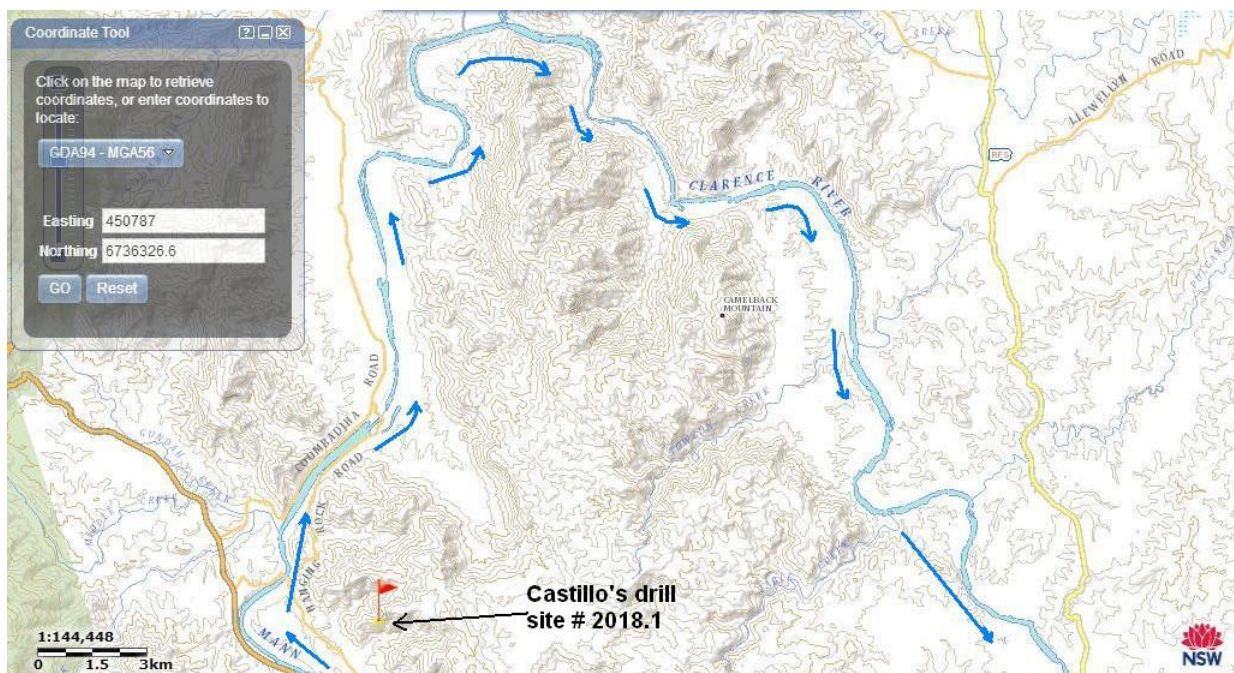 Coordinate Tool
Click on the map to retrieve
coordinates, or enter coordinates to
locate:
GDA94 - MGA56
Easting 450787
Northing 6736326.6
GO Reset
LLEWELLYN ROAD
RFS
CLARENCE RIVER
CAMELBACK
MOUNTAIN
COOMBADJHA ROAD
HANGING ROCK ROAD
CREEK
MANN
Castillo's drill
site # 2018.1
1:144,448
0 1.5 3km
NSW